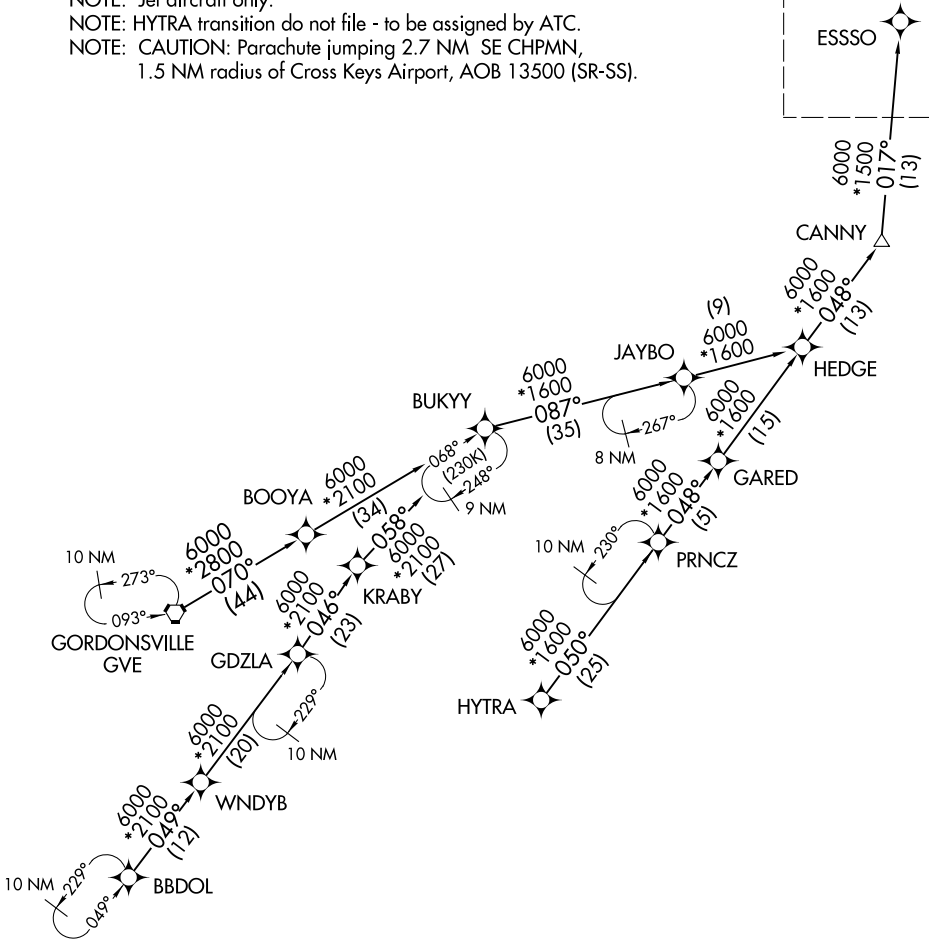 NOTE: Jet aircraft only.
NOTE: HYTRA transition do not file - to be assigned by ATC.
NOTE: CAUTION: Parachute jumping 2.7 NM SE CHPMN,
1.5 NM radius of Cross Keys Airport, AOB 13500 (SR-SS).
ESSSO
6000
*1500
017°
(13)
CANNY
6000
*1600
048°
(13)
HEDGE
(9)
6000
*1600
JAYBO
6000
*1600
087°
(35)
267°
8 NM
6000
*1600
(15)
GARED
BUKYY
068°
(230K)
248°
9 NM
6000
*2100
(34)
BOOYA
6000
*2800
070°
(44)
10 NM
273°
093°
GORDONSVILLE
GVE
058°
6000
*2100
(27)
KRABY
6000
*2100
046°
(23)
GDZLA
229°
10 NM
6000
*2100
(20)
WNDYB
6000
*2100
049°
(12)
BBDOL
10 NM
229°
049°
6000
*1600
048°
(5)
PRNCZ
10 NM
230°
6000
*1600
050°
(25)
HYTRA